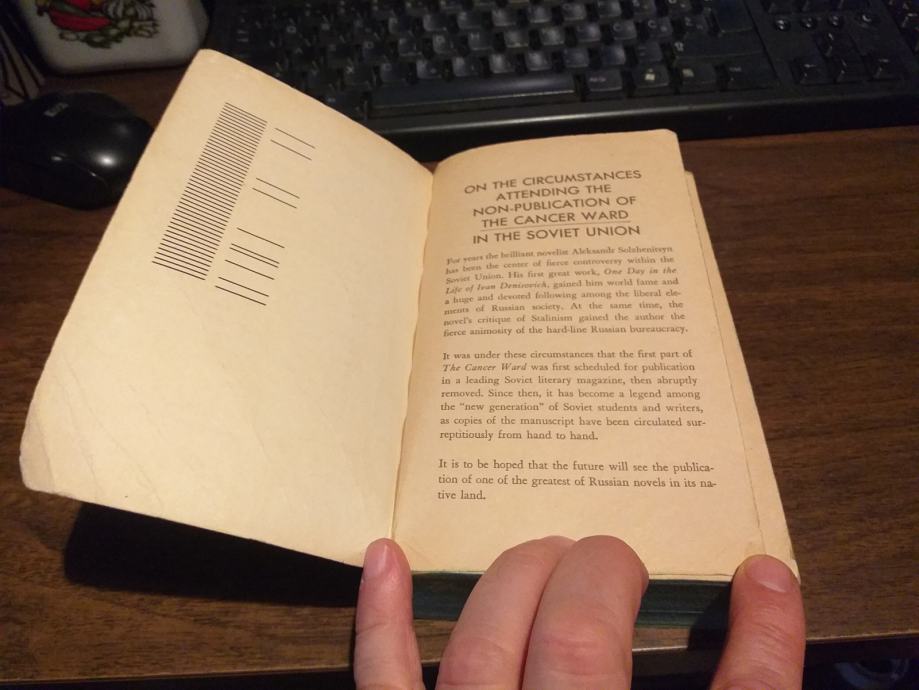 ON THE CIRCUMSTANCES
ATTENDING THE
NON-PUBLICATION OF
THE CANCER WARD
IN THE SOVIET UNION
For years the brilliant novelist Aleksandr Solzhenitsyn
has been the center of fierce controversy within the
Soviet Union. His first great work, One Day in the
Life of Ivan Denisovich, gained him world fame and
a huge and devoted following among the liberal ele-
ments of Russian society. At the same time, the
novel's critique of Stalinism gained the author the
fierce animosity of the hard-line Russian bureaucracy.
It was under these circumstances that the first part of
The Cancer Ward was first scheduled for publication
in a leading Soviet literary magazine, then abruptly
removed. Since then, it has become a legend among
the "new generation" of Soviet students and writers,
as copies of the manuscript have been circulated sur-
reptitiously from hand to hand.
It is to be hoped that the future will see the publica-
tion of one of the greatest of Russian novels in its na-
tive land.